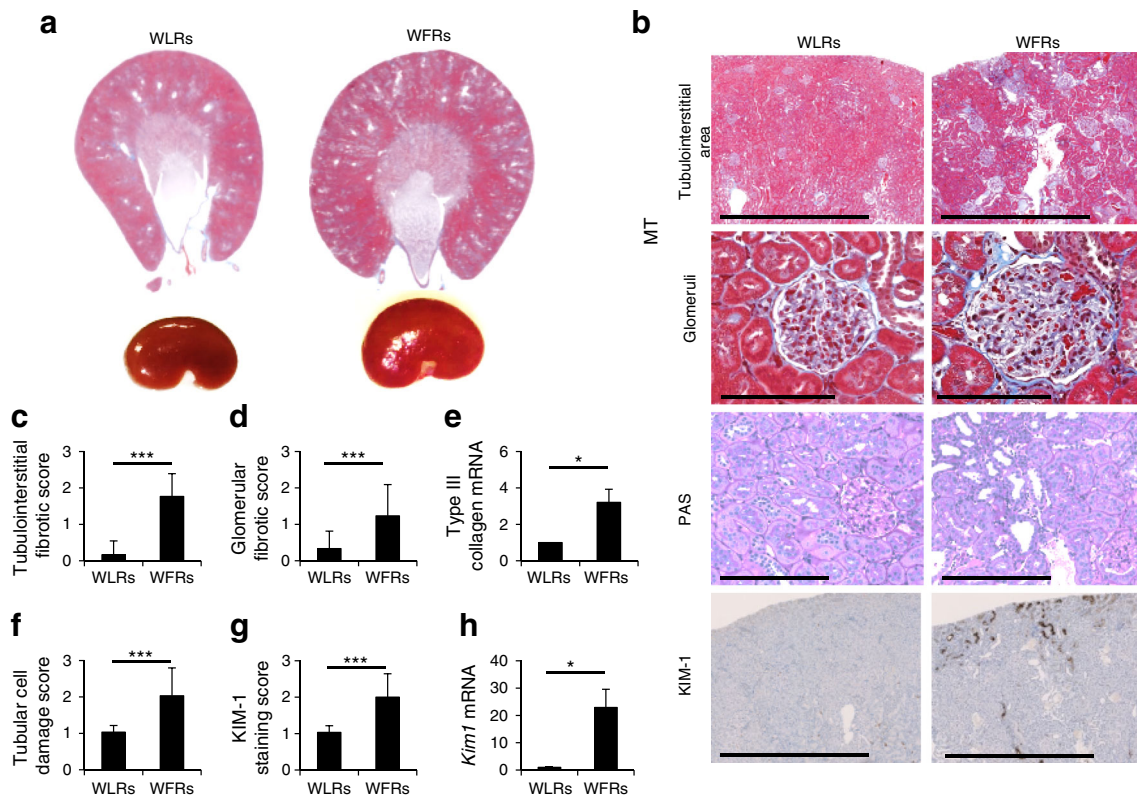 a
WLRs
WFRs
b
WLRs
WFRs
MT
Tubulointerstitial
area
Glomeruli
PAS
KIM-1
c
Tubulointerstitial
fibrotic score
3
2
1
0
***
WLRs
WFRs
d
Glomerular
fibrotic score
3
2
1
0
***
WLRs
WFRs
e
Type III
collagen mRNA
6
4
2
0
*
WLRs
WFRs
f
Tubular cell
damage score
3
2
1
0
***
WLRs
WFRs
g
KIM-1
staining score
3
2
1
0
***
WLRs
WFRs
h
Kim1 mRNA
40
30
20
10
0
*
WLRs
WFRs